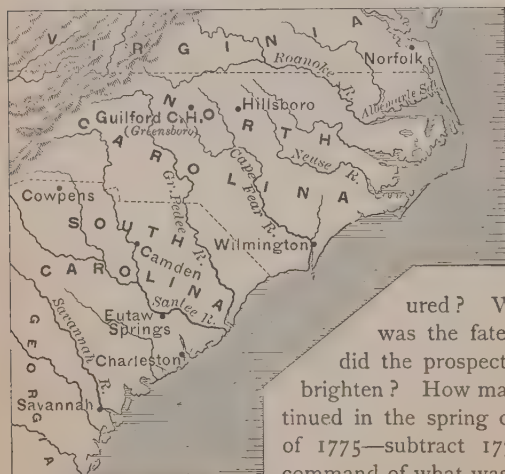 VIRGINIA
Norfolk
Roanoke R.
Albemarle Sd.
NORTH
CAROLINA
Guilford C.H.
(Greensboro)
Hillsboro
Neuse R.
Cape Fear R.
Gr. Pedee R.
Cowpens
SOUTH
CAROLINA
Wilmington
Camden
Santee R.
Eutaw
Springs
Charleston
Savannah R.
GEORGIA
Savannah
ured? V
was the fate
did the prospect
brighten? How ma
tinued in the spring
of 1775—subtract 17
command of what was